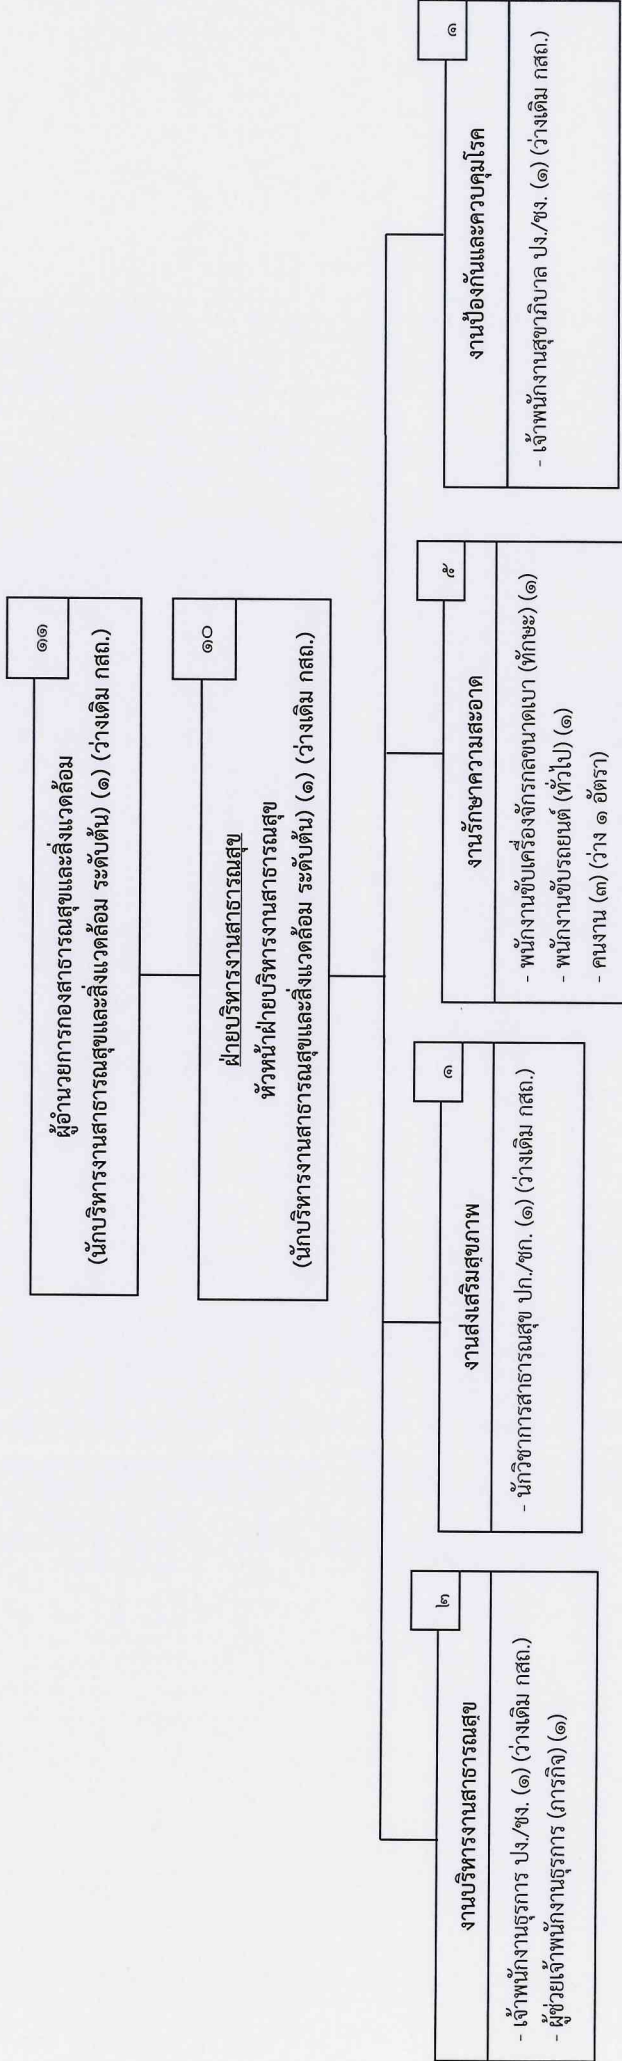 ๑๑
ผู้อำนวยการกองสาธารณสุขและสิ่งแวดล้อม
(นักบริหารงานสาธารณสุขและสิ่งแวดล้อม ระดับต้น) (๑) (ว่างเดิม กสถ.)
๑๐
ฝ่ายบริหารงานสาธารณสุข
หัวหน้าฝ่ายบริหารงานสาธารณสุข
(นักบริหารงานสาธารณสุขและสิ่งแวดล้อม ระดับต้น) (๑) (ว่างเดิม กสถ.)
๒
งานบริหารงานสาธารณสุข
- เจ้าพนักงานธุรการ ปง./ชง. (๑) (ว่างเดิม กสถ.)
- ผู้ช่วยเจ้าพนักงานธุรการ (ภารกิจ) (๑)
๑
งานส่งเสริมสุขภาพ
- นักวิชาการสาธารณสุข ปก./ชก. (๑) (ว่างเดิม กสถ.)
๕
งานรักษาความสะอาด
- พนักงานขับเครื่องจักรกลขนาดเบา (ทักษะ) (๑)
- พนักงานขับรถยนต์ (ทั่วไป) (๑)
- คนงาน (๓) (ว่าง ๑ อัตรา)
๑
งานป้องกันและควบคุมโรค
- เจ้าพนักงานสุขาภิบาล ปง./ชง. (๑) (ว่างเดิม กสถ.)